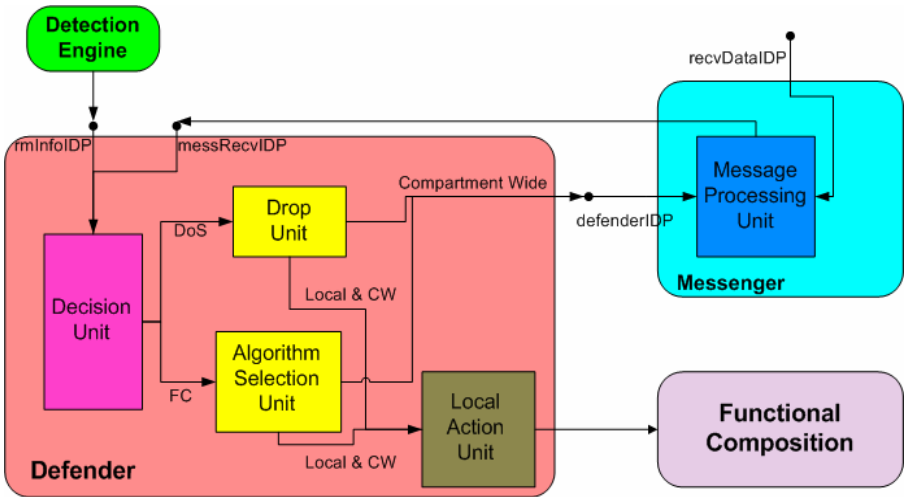 Detection
Engine
recvDataIDP
rmInfoIDP
messRecvIDP
Message
Processing
Unit
Compartment Wide
Drop
Unit
DoS
defenderIDP
Messenger
Decision
Unit
Local & CW
Algorithm
Selection
Unit
FC
Local
Action
Unit
Functional
Composition
Local & CW
Defender